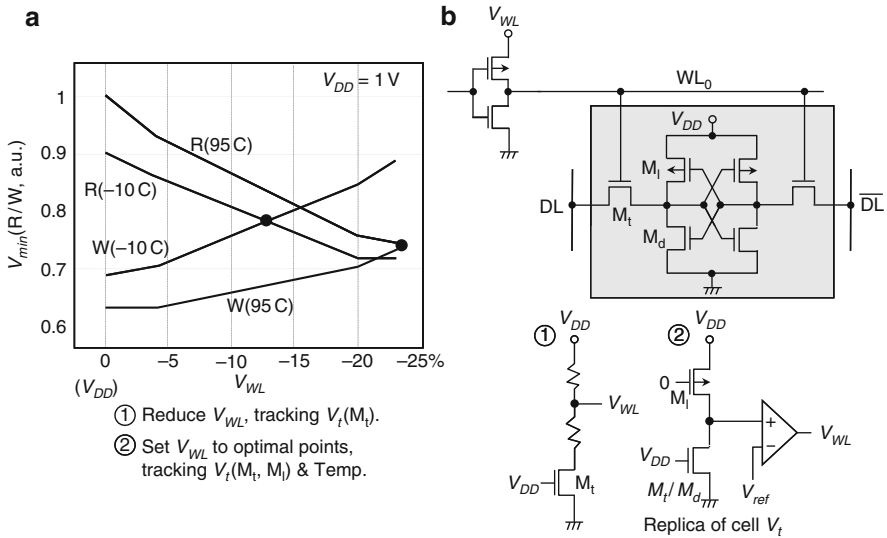 a
V_DD = 1 V
1
0.9
0.8
0.7
0.6
V_min (R/W, a.u.)
R(95 C)
R(−10 C)
W(−10 C)
W(95 C)
0 −5 −10 −15 −20 −25%
(V_DD)
V_WL
① Reduce V_WL, tracking V_t(M_t).
② Set V_WL to optimal points,
tracking V_t(M_t, M_l) & Temp.
b
V_WL
WL_0
V_DD
M_l
DL
M_t
M_d
DL
① V_DD
V_WL
V_DD M_t
② V_DD
0
M_l
V_DD
M_t/M_d
+
−
V_WL
V_ref
Replica of cell V_t